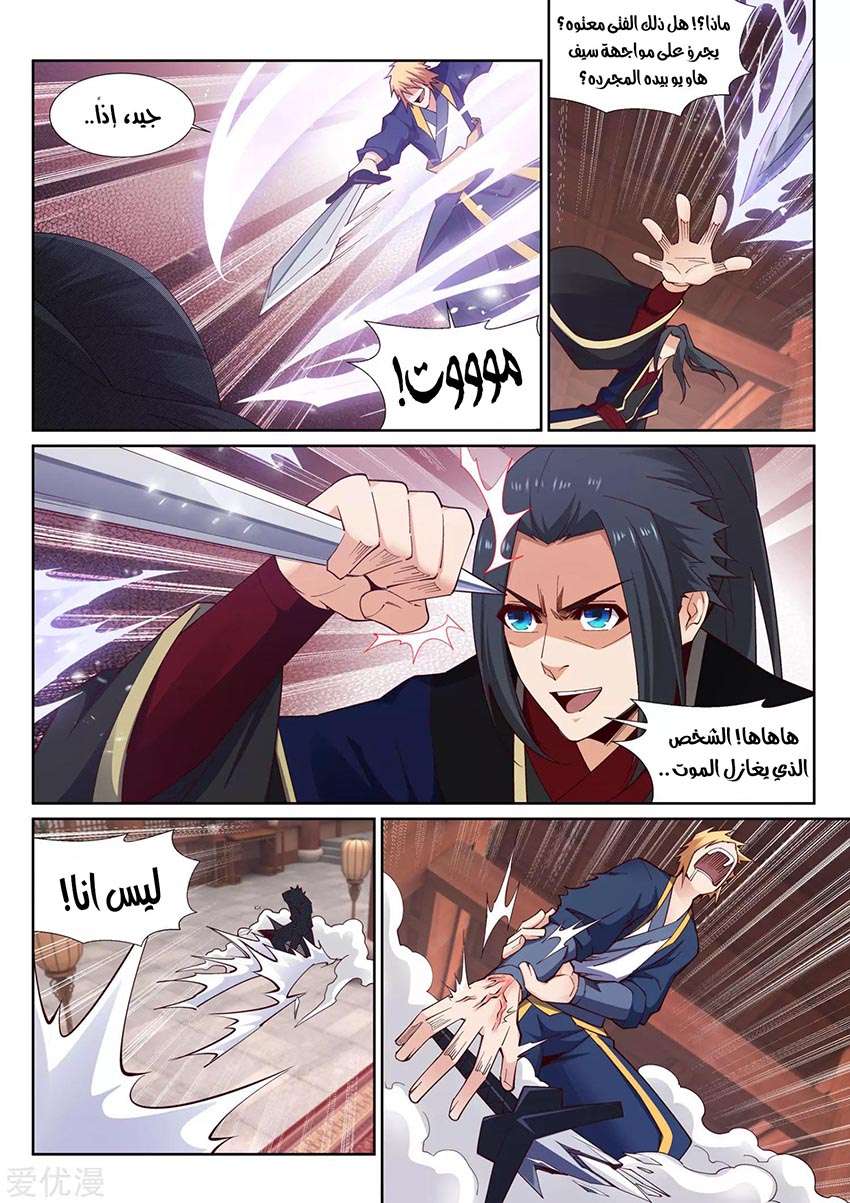 ماذا؟! هل ذلك الفتى معتوه؟
يجرؤ على مواجهة سيف
هاو يو بيده المجرده؟
جيد، إذاً..
موووت!
هاهاها! الشخص
الذي يغازل الموت ..
ليس انا!
爱优漫